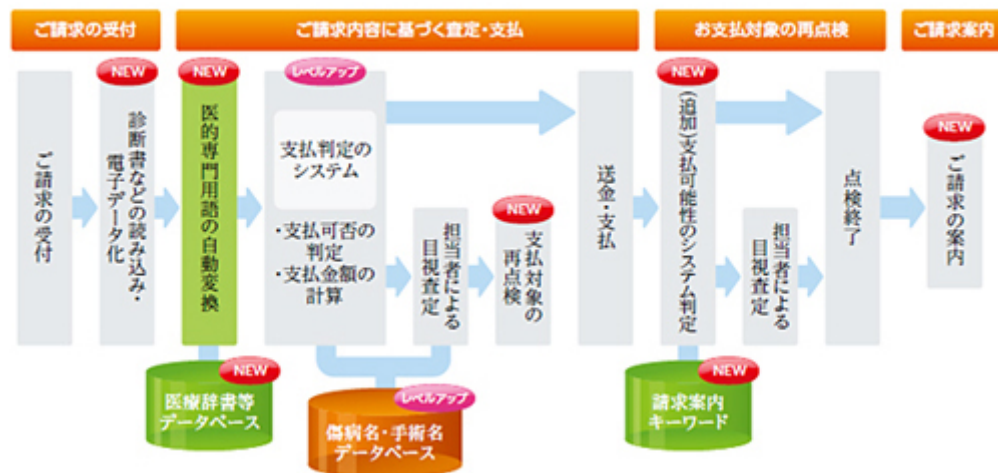 ご請求の受付
ご請求内容に基づく査定・支払
お支払対象の再点検
ご請求案内
ご請求の受付
NEW
診断書などの読み込み・
電子データ化
NEW
医的専門用語の自動変換
レベルアップ
支払判定の
システム
・支払可否の
判定
・支払金額の
計算
担当者による
目視査定
NEW
支払対象の
再点検
送金・支払
NEW
(追加)支払可能性のシステム判定
担当者による
目視査定
点検終了
NEW
ご請求の案内
NEW
医療辞書等
データベース
レベルアップ
傷病名・手術名
データベース
NEW
請求案内
キーワード